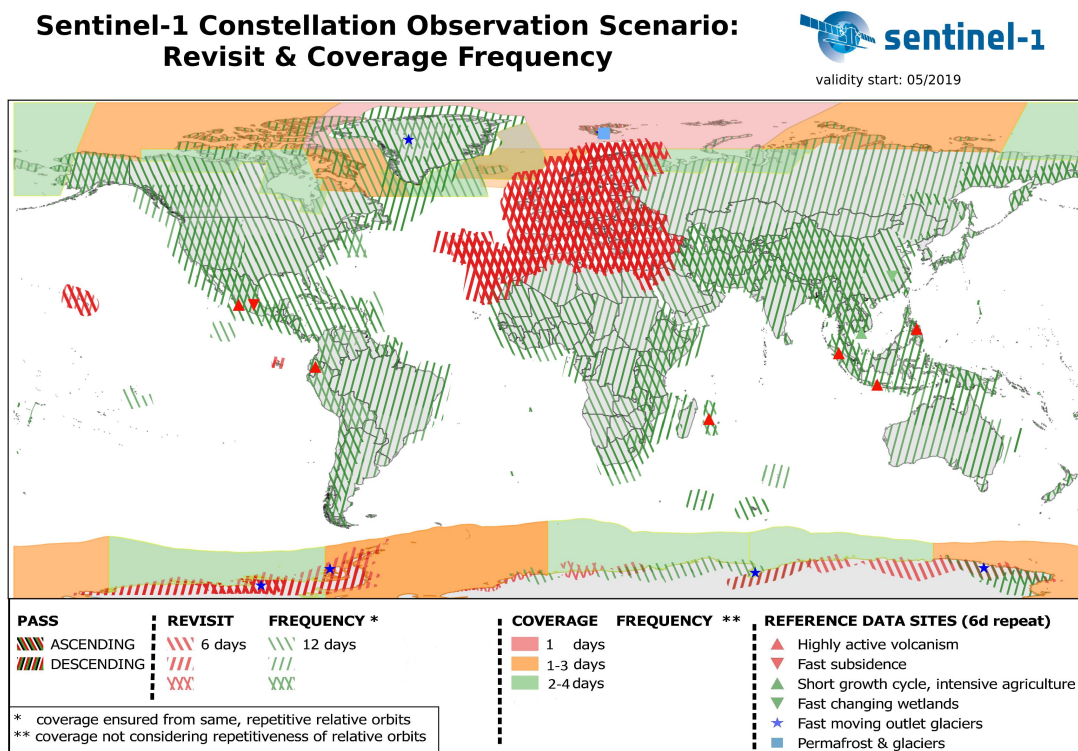 Sentinel-1 Constellation Observation Scenario:
Revisit & Coverage Frequency
sentinel-1
validity start: 05/2019
PASS
ASCENDING
DESCENDING
REVISIT FREQUENCY *
6 days 12 days
COVERAGE FREQUENCY **
1 days
1-3 days
2-4 days
REFERENCE DATA SITES (6d repeat)
Highly active volcanism
Fast subsidence
Short growth cycle, intensive agriculture
Fast changing wetlands
Fast moving outlet glaciers
Permafrost & glaciers
* coverage ensured from same, repetitive relative orbits
** coverage not considering repetitiveness of relative orbits